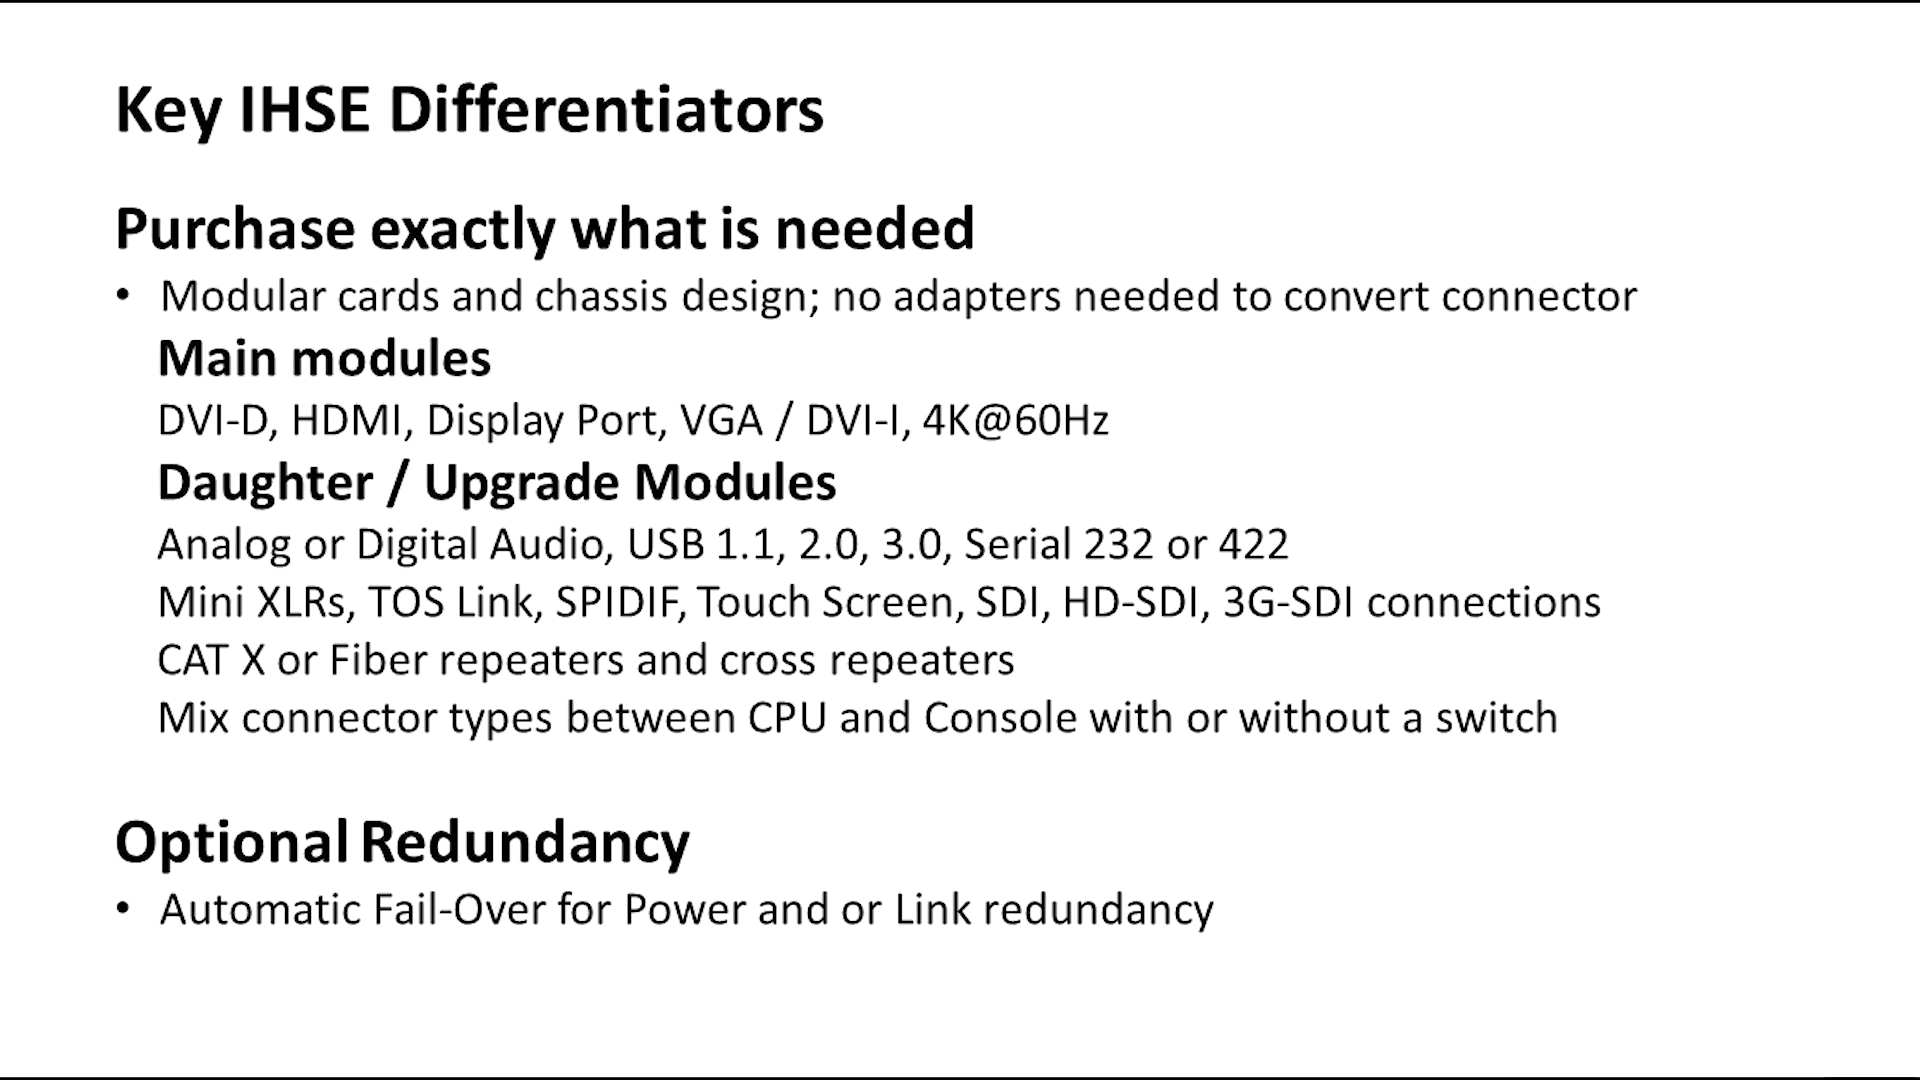 Key IHSE Differentiators
Purchase exactly what is needed
• Modular cards and chassis design; no adapters needed to convert connector
Main modules
DVI-D, HDMI, Display Port, VGA / DVI-I, 4K@60Hz
Daughter / Upgrade Modules
Analog or Digital Audio, USB 1.1, 2.0, 3.0, Serial 232 or 422
Mini XLRs, TOS Link, SPIDIF, Touch Screen, SDI, HD-SDI, 3G-SDI connections
CAT X or Fiber repeaters and cross repeaters
Mix connector types between CPU and Console with or without a switch
Optional Redundancy
• Automatic Fail-Over for Power and or Link redundancy